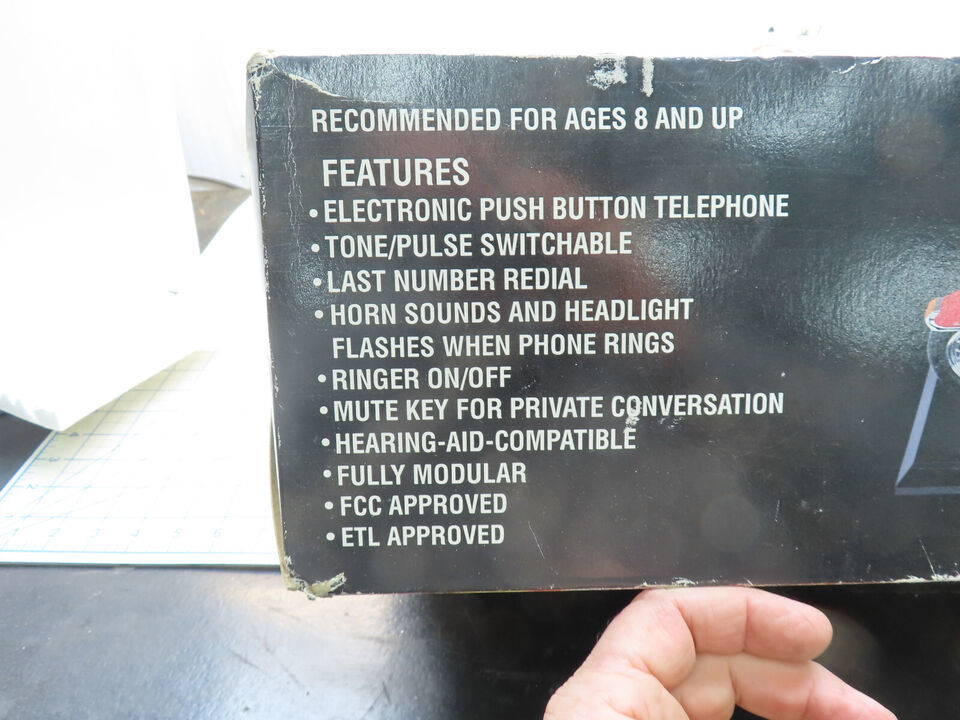 RECOMMENDED FOR AGES 8 AND UP
FEATURES
• ELECTRONIC PUSH BUTTON TELEPHONE
• TONE/PULSE SWITCHABLE
• LAST NUMBER REDIAL
• HORN SOUNDS AND HEADLIGHT
FLASHES WHEN PHONE RINGS
• RINGER ON/OFF
• MUTE KEY FOR PRIVATE CONVERSATION
• HEARING-AID-COMPATIBLE
• FULLY MODULAR
• FCC APPROVED
• ETL APPROVED